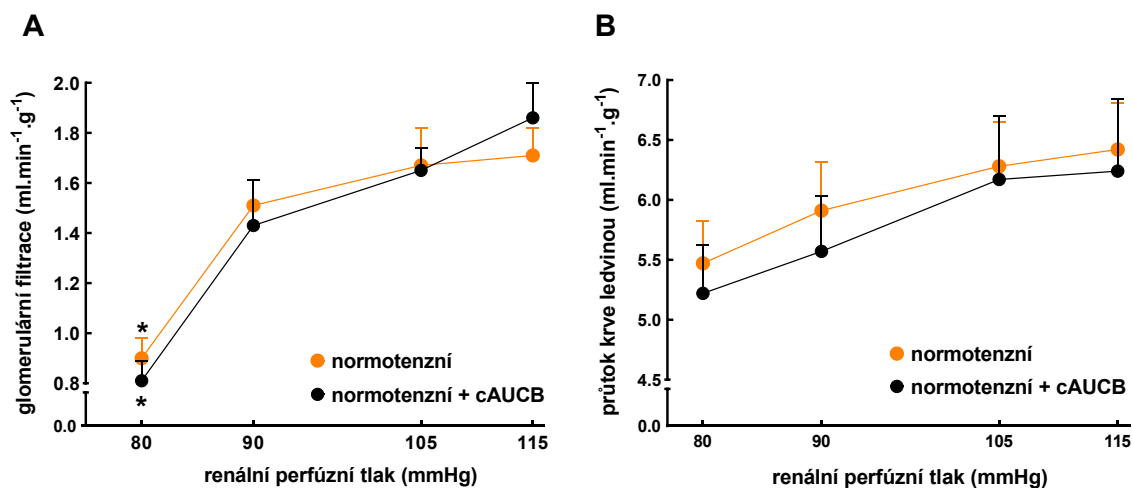 A
glomerulární filtrace (ml.min⁻¹.g⁻¹)
2.0
1.8
1.6
1.4
1.2
1.0
0.8
0.0
*
*
normotenzní
normotenzní + cAUCB
80
90
105
115
renální perfúzní tlak (mmHg)
B
průtok krve ledvinou (ml.min⁻¹.g⁻¹)
7.0
6.5
6.0
5.5
5.0
4.5
0.0
normotenzní
normotenzní + cAUCB
80
90
105
115
renální perfúzní tlak (mmHg)